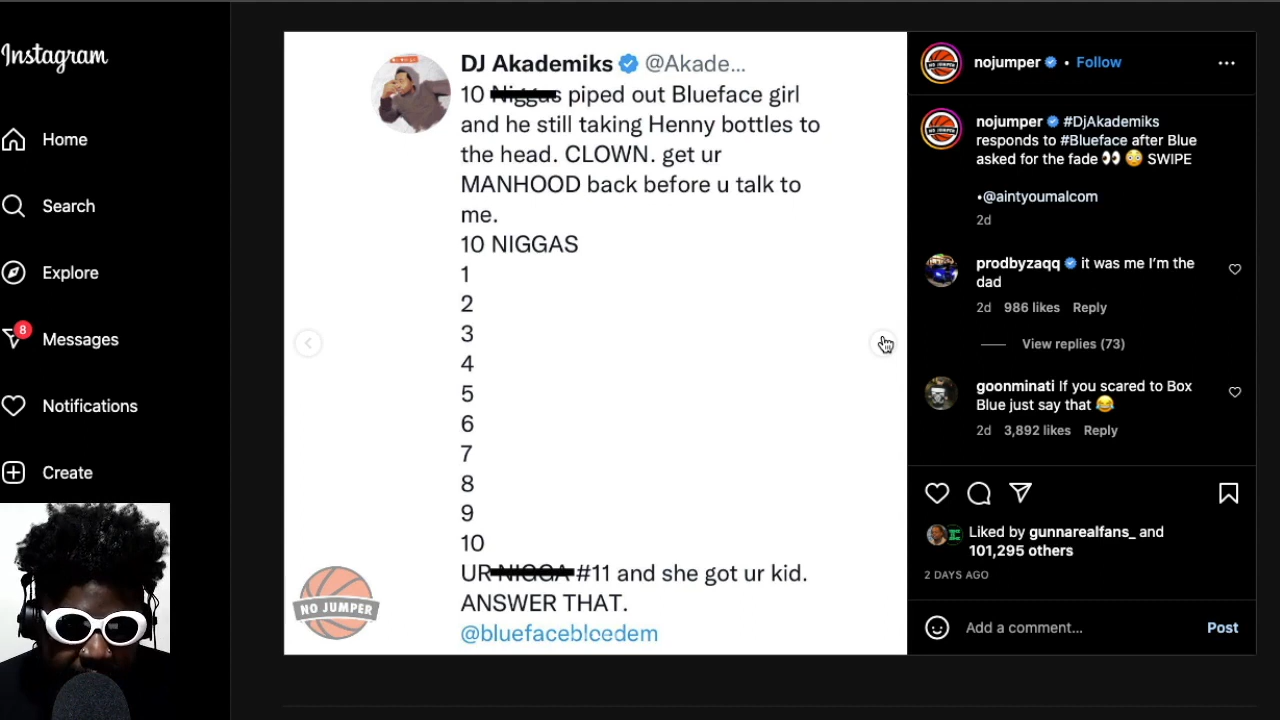 Instagram
Home
Search
Explore
8
Messages
Notifications
Create
DJ Akademiks @Akade...
10 Niggas piped out Blueface girl
and he still taking Henny bottles to
the head. CLOWN. get ur
MANHOOD back before u talk to
me.
10 NIGGAS
1
2
3
4
5
6
7
8
9
10
UR NIGGA #11 and she got ur kid.
ANSWER THAT.
@bluefacebleedem
NO JUMPER
nojumper • Follow
nojumper #DjAkademiks
responds to #Blueface after Blue
asked for the fade 👀 😳 SWIPE
•@aintyoumalcom
2d
prodbyzaqq it was me I'm the
dad
2d 986 likes Reply
View replies (73)
goonminati If you scared to Box
Blue just say that 😂
2d 3,892 likes Reply
Liked by gunnarealfans_ and
101,295 others
2 DAYS AGO
Add a comment...
Post